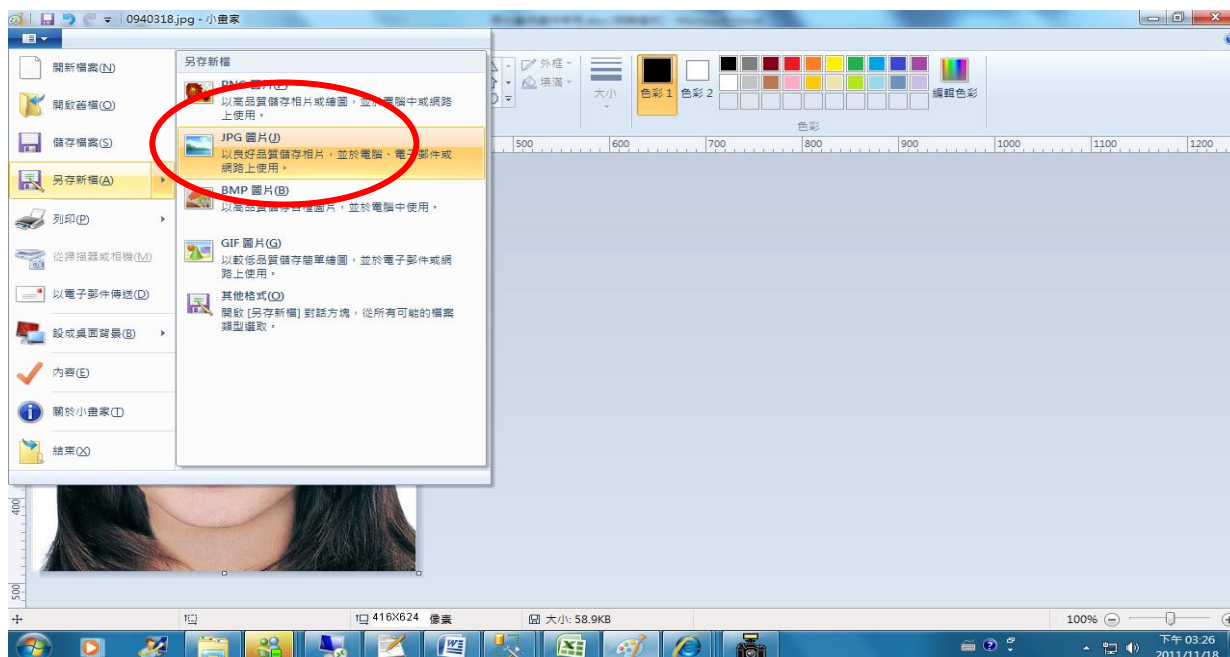 0940318.jpg - 小畫家
開新檔案(N)
開啟舊檔(O)
儲存檔案(S)
另存新檔(A)
列印(P)
從掃描器或相機(M)
以電子郵件傳送(D)
設成桌面背景(B)
內容(E)
關於小畫家(T)
結束(X)
另存新檔
PNG 圖片(P)
以高品質儲存相片或繪圖，並於電腦中或網路
上使用。
JPG 圖片(J)
以良好品質儲存相片，並於電腦、電子郵件或
網路上使用。
BMP 圖片(B)
以高品質儲存各種圖片，並於電腦中使用。
GIF 圖片(G)
以較低品質儲存簡單繪圖，並於電子郵件或網
路上使用。
其他格式(O)
開啟 [另存新檔] 對話方塊，從所有可能的檔案
類型選取。
外框
填滿
大小
色彩 1
色彩 2
編輯色彩
色彩
500 600 700 800 900 1000 1100 1200
400
500
416X624 像素
大小: 58.9KB
100%
下午 03:26
2011/11/18